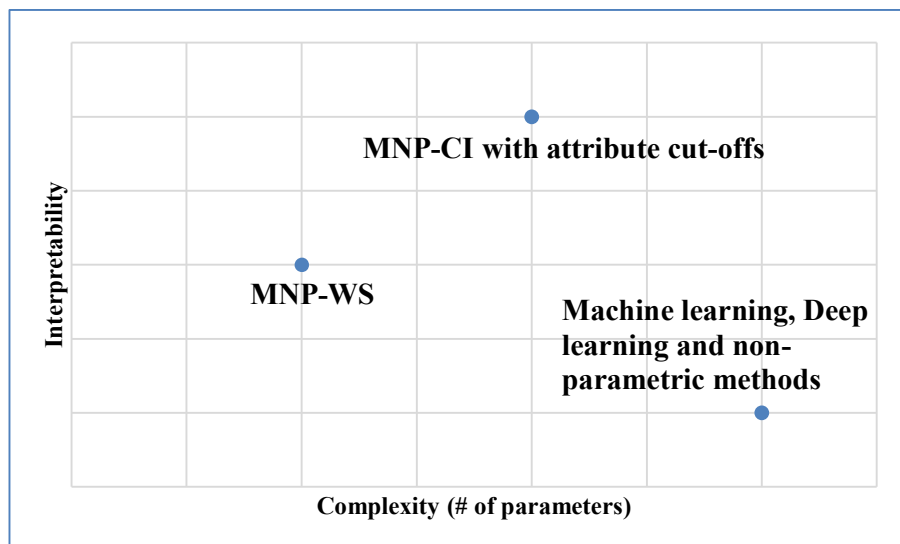 MNP-CI with attribute cut-offs
Interpretability
MNP-WS
Machine learning, Deep
learning and non-
parametric methods
Complexity (# of parameters)